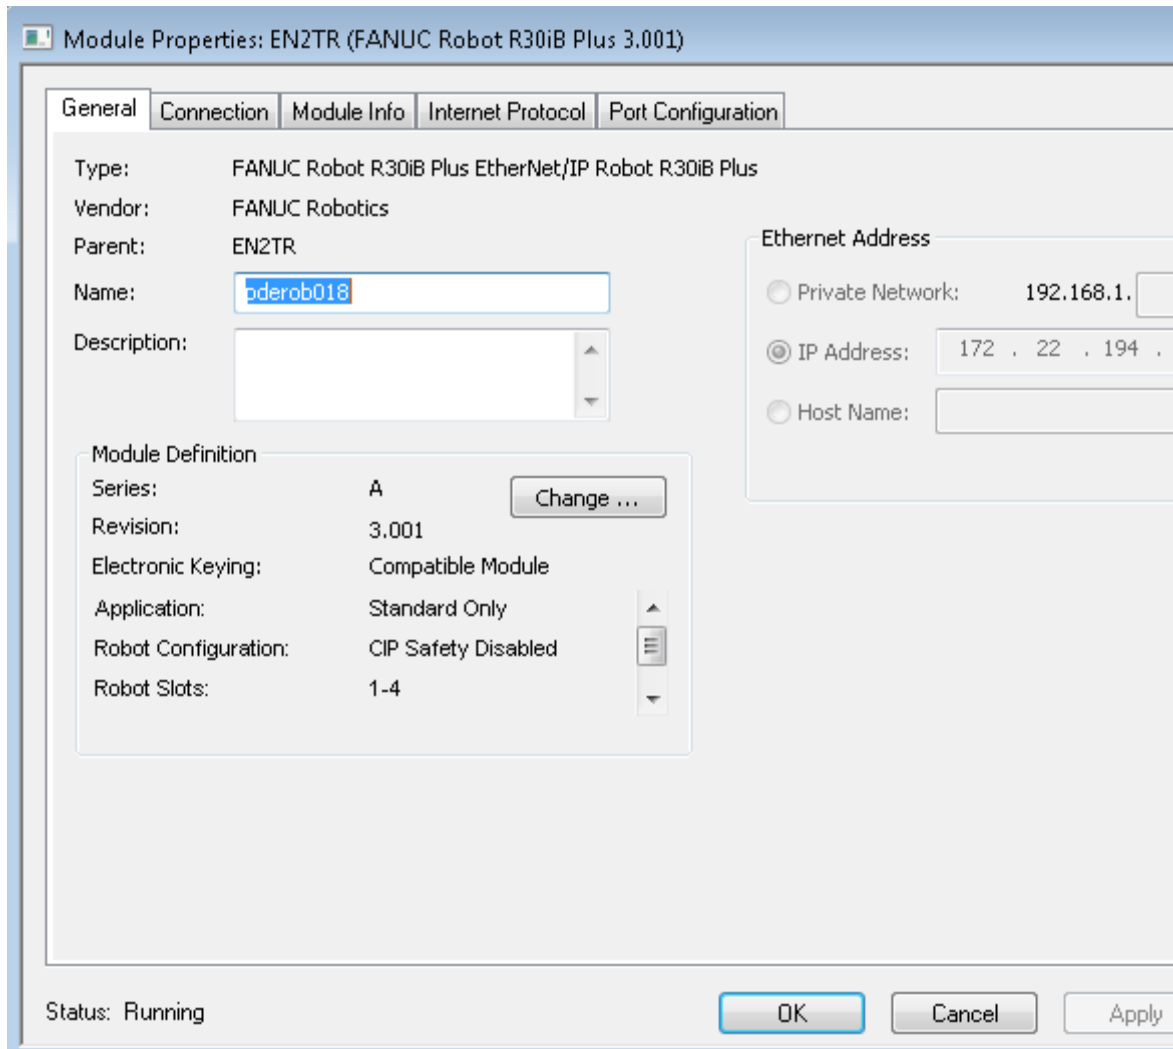 Module Properties: EN2TR (FANUC Robot R30iB Plus 3.001)
General Connection Module Info Internet Protocol Port Configuration
Type: FANUC Robot R30iB Plus EtherNet/IP Robot R30iB Plus
Vendor: FANUC Robotics
Parent: EN2TR
Name: pderob018
Description:
Ethernet Address
Private Network: 192.168.1.
IP Address: 172 . 22 . 194 .
Host Name:
Module Definition
Series: A
Change ...
Revision: 3.001
Electronic Keying: Compatible Module
Application: Standard Only
Robot Configuration: CIP Safety Disabled
Robot Slots: 1-4
Status: Running
OK Cancel Apply